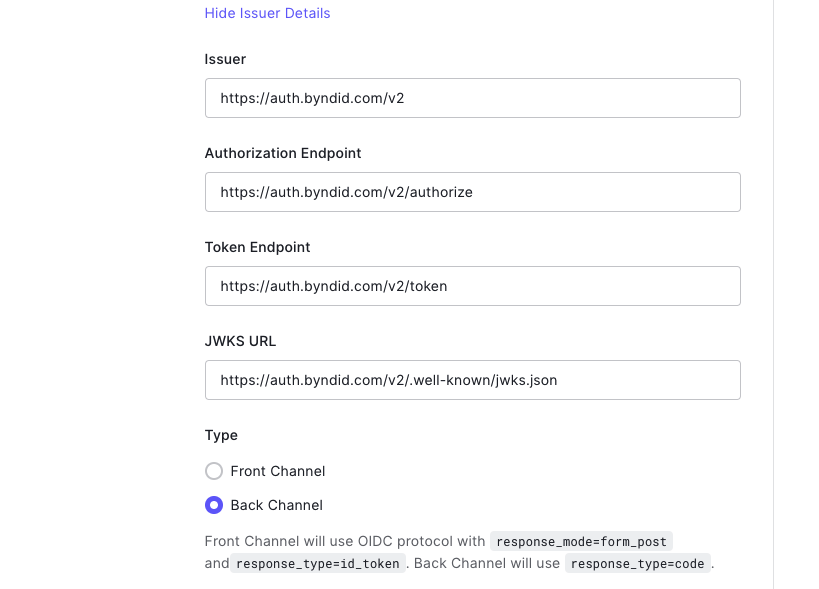 Hide Issuer Details
Issuer
https://auth.byndid.com/v2
Authorization Endpoint
https://auth.byndid.com/v2/authorize
Token Endpoint
https://auth.byndid.com/v2/token
JWKS URL
https://auth.byndid.com/v2/.well-known/jwks.json
Type
Front Channel
Back Channel
Front Channel will use OIDC protocol with response_mode=form_post
and response_type=id_token . Back Channel will use response_type=code .